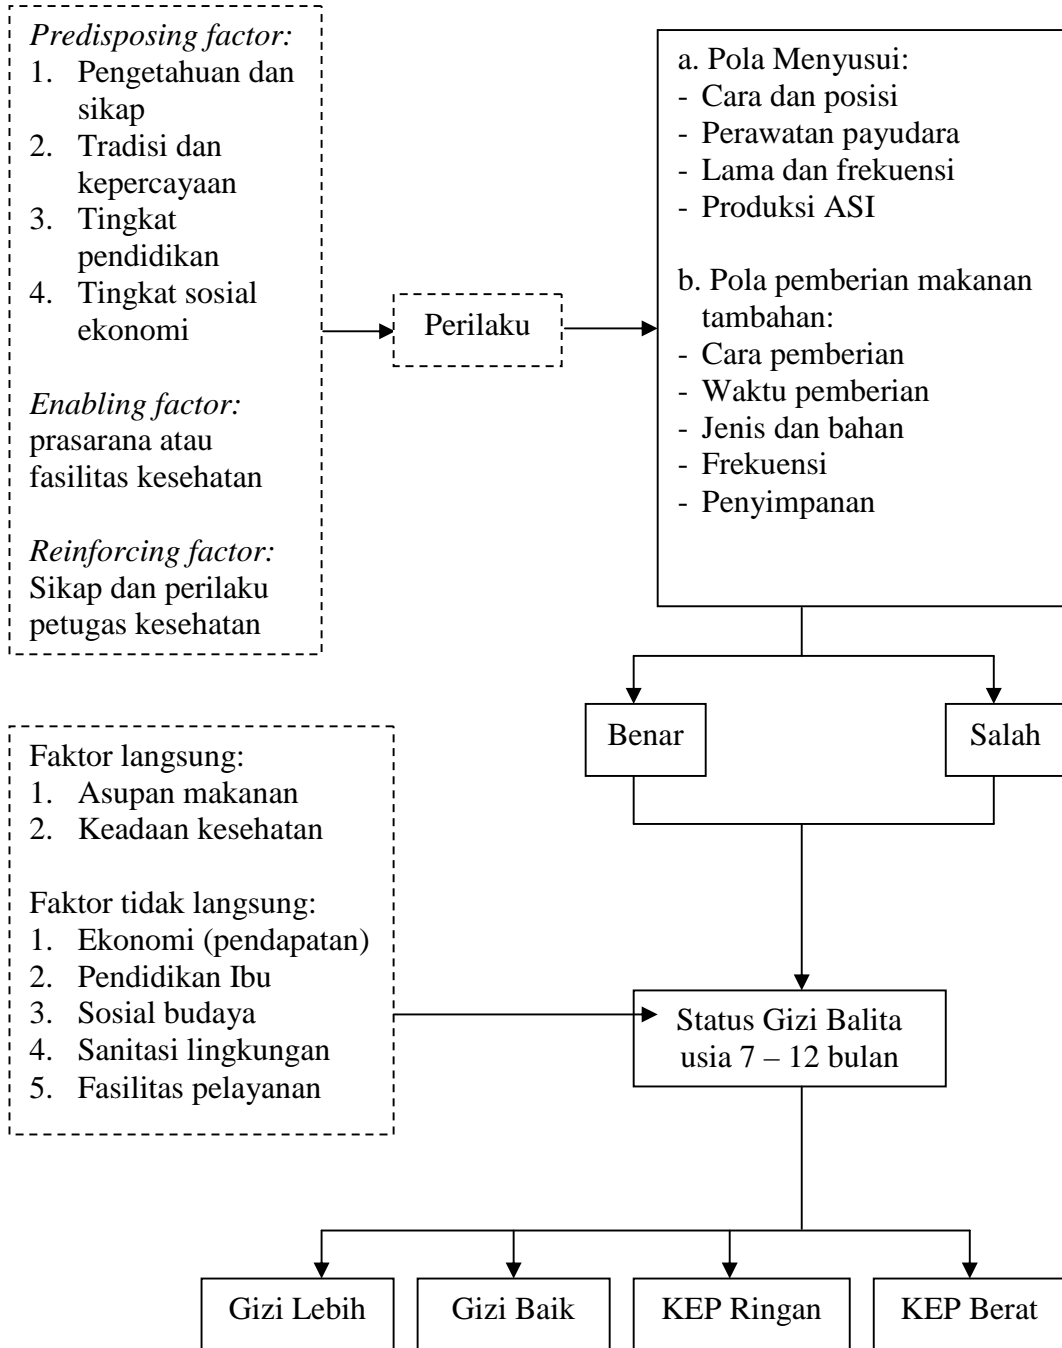 Predisposing factor:
1. Pengetahuan dan
sikap
2. Tradisi dan
kepercayaan
3. Tingkat
pendidikan
4. Tingkat sosial
ekonomi
Enabling factor:
prasarana atau
fasilitas kesehatan
Reinforcing factor:
Sikap dan perilaku
petugas kesehatan
Perilaku
a. Pola Menyusui:
- Cara dan posisi
- Perawatan payudara
- Lama dan frekuensi
- Produksi ASI
b. Pola pemberian makanan
tambahan:
- Cara pemberian
- Waktu pemberian
- Jenis dan bahan
- Frekuensi
- Penyimpanan
Benar
Salah
Faktor langsung:
1. Asupan makanan
2. Keadaan kesehatan
Faktor tidak langsung:
1. Ekonomi (pendapatan)
2. Pendidikan Ibu
3. Sosial budaya
4. Sanitasi lingkungan
5. Fasilitas pelayanan
Status Gizi Balita
usia 7 – 12 bulan
Gizi Lebih
Gizi Baik
KEP Ringan
KEP Berat